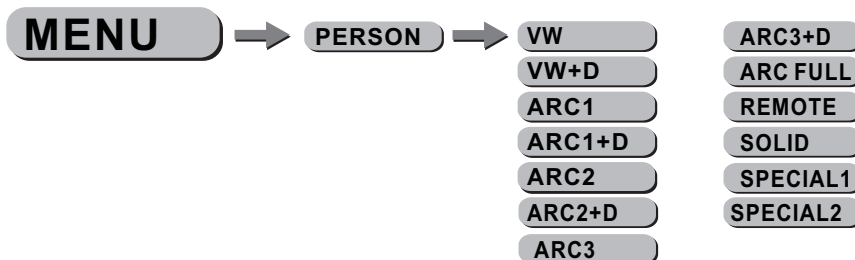 MENU
PERSON
VW
VW+D
ARC1
ARC1+D
ARC2
ARC2+D
ARC3
ARC3+D
ARC FULL
REMOTE
SOLID
SPECIAL1
SPECIAL2